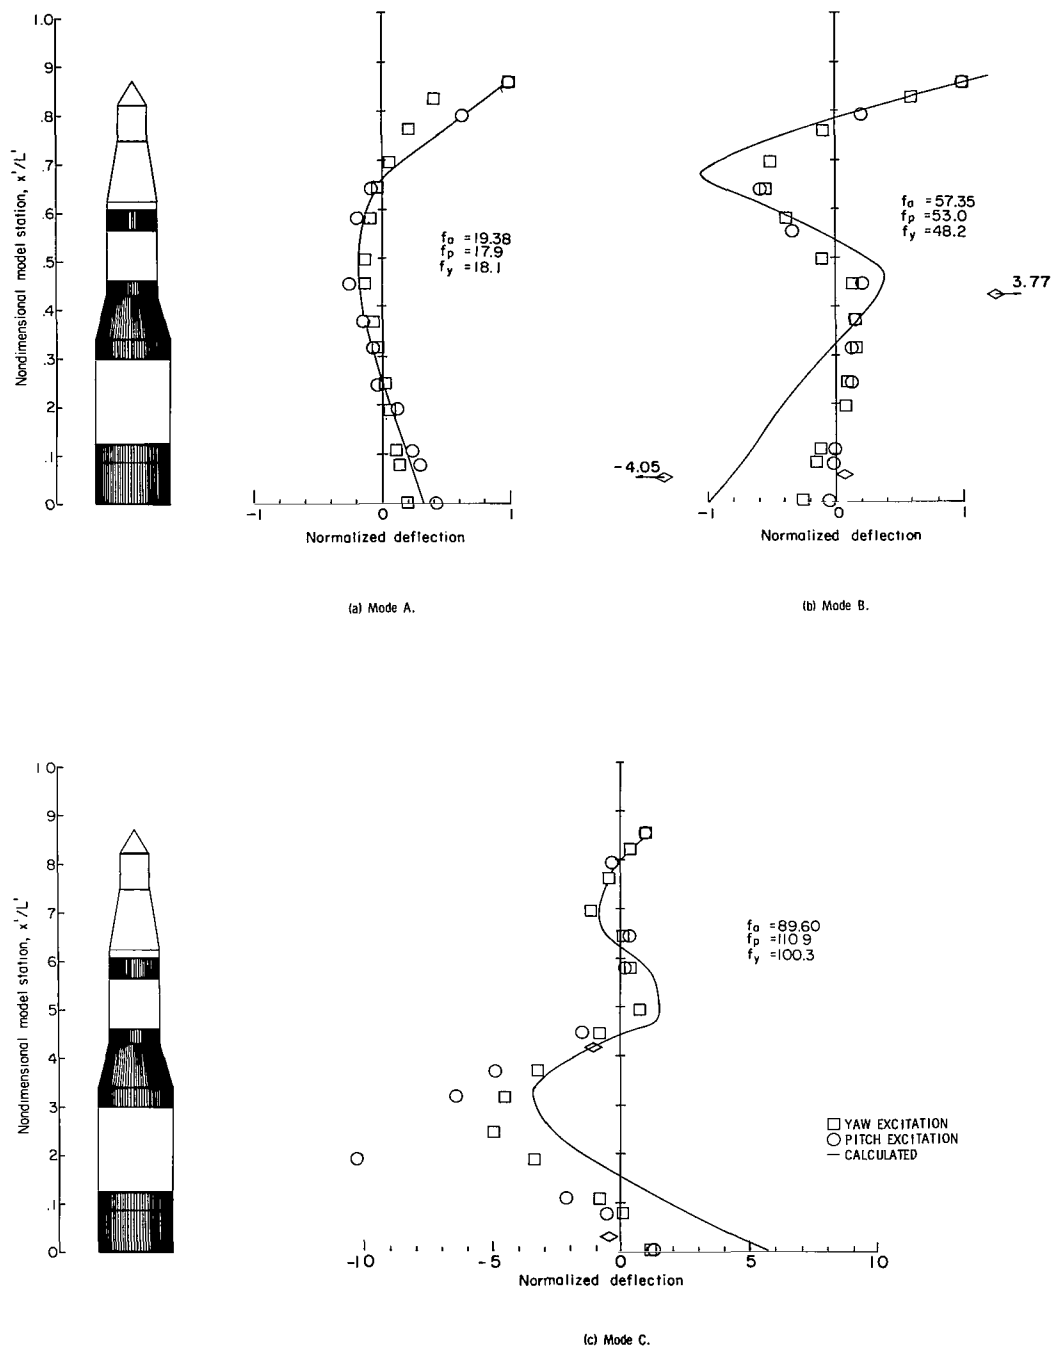 1.0
.9
.8
.7
.6
.5
.4
.3
.2
.1
0
Nondimensional model station, x'/L'
fa =19.38
fp =17.9
fy =18.1
-1
0
1
Normalized deflection
(a) Mode A.
fa =57.35
fp =53.0
fy =48.2
3.77
-4.05
-1
0
1
Normalized deflection
(b) Mode B.
1 0
9
8
7
6
5
4
3
2
.1
0
Nondimensional model station, x'/L'
fa =89.60
fp =110 9
fy =100.3
YAW EXCITATION
PITCH EXCITATION
CALCULATED
-10
-5
0
5
10
Normalized deflection
(c) Mode C.